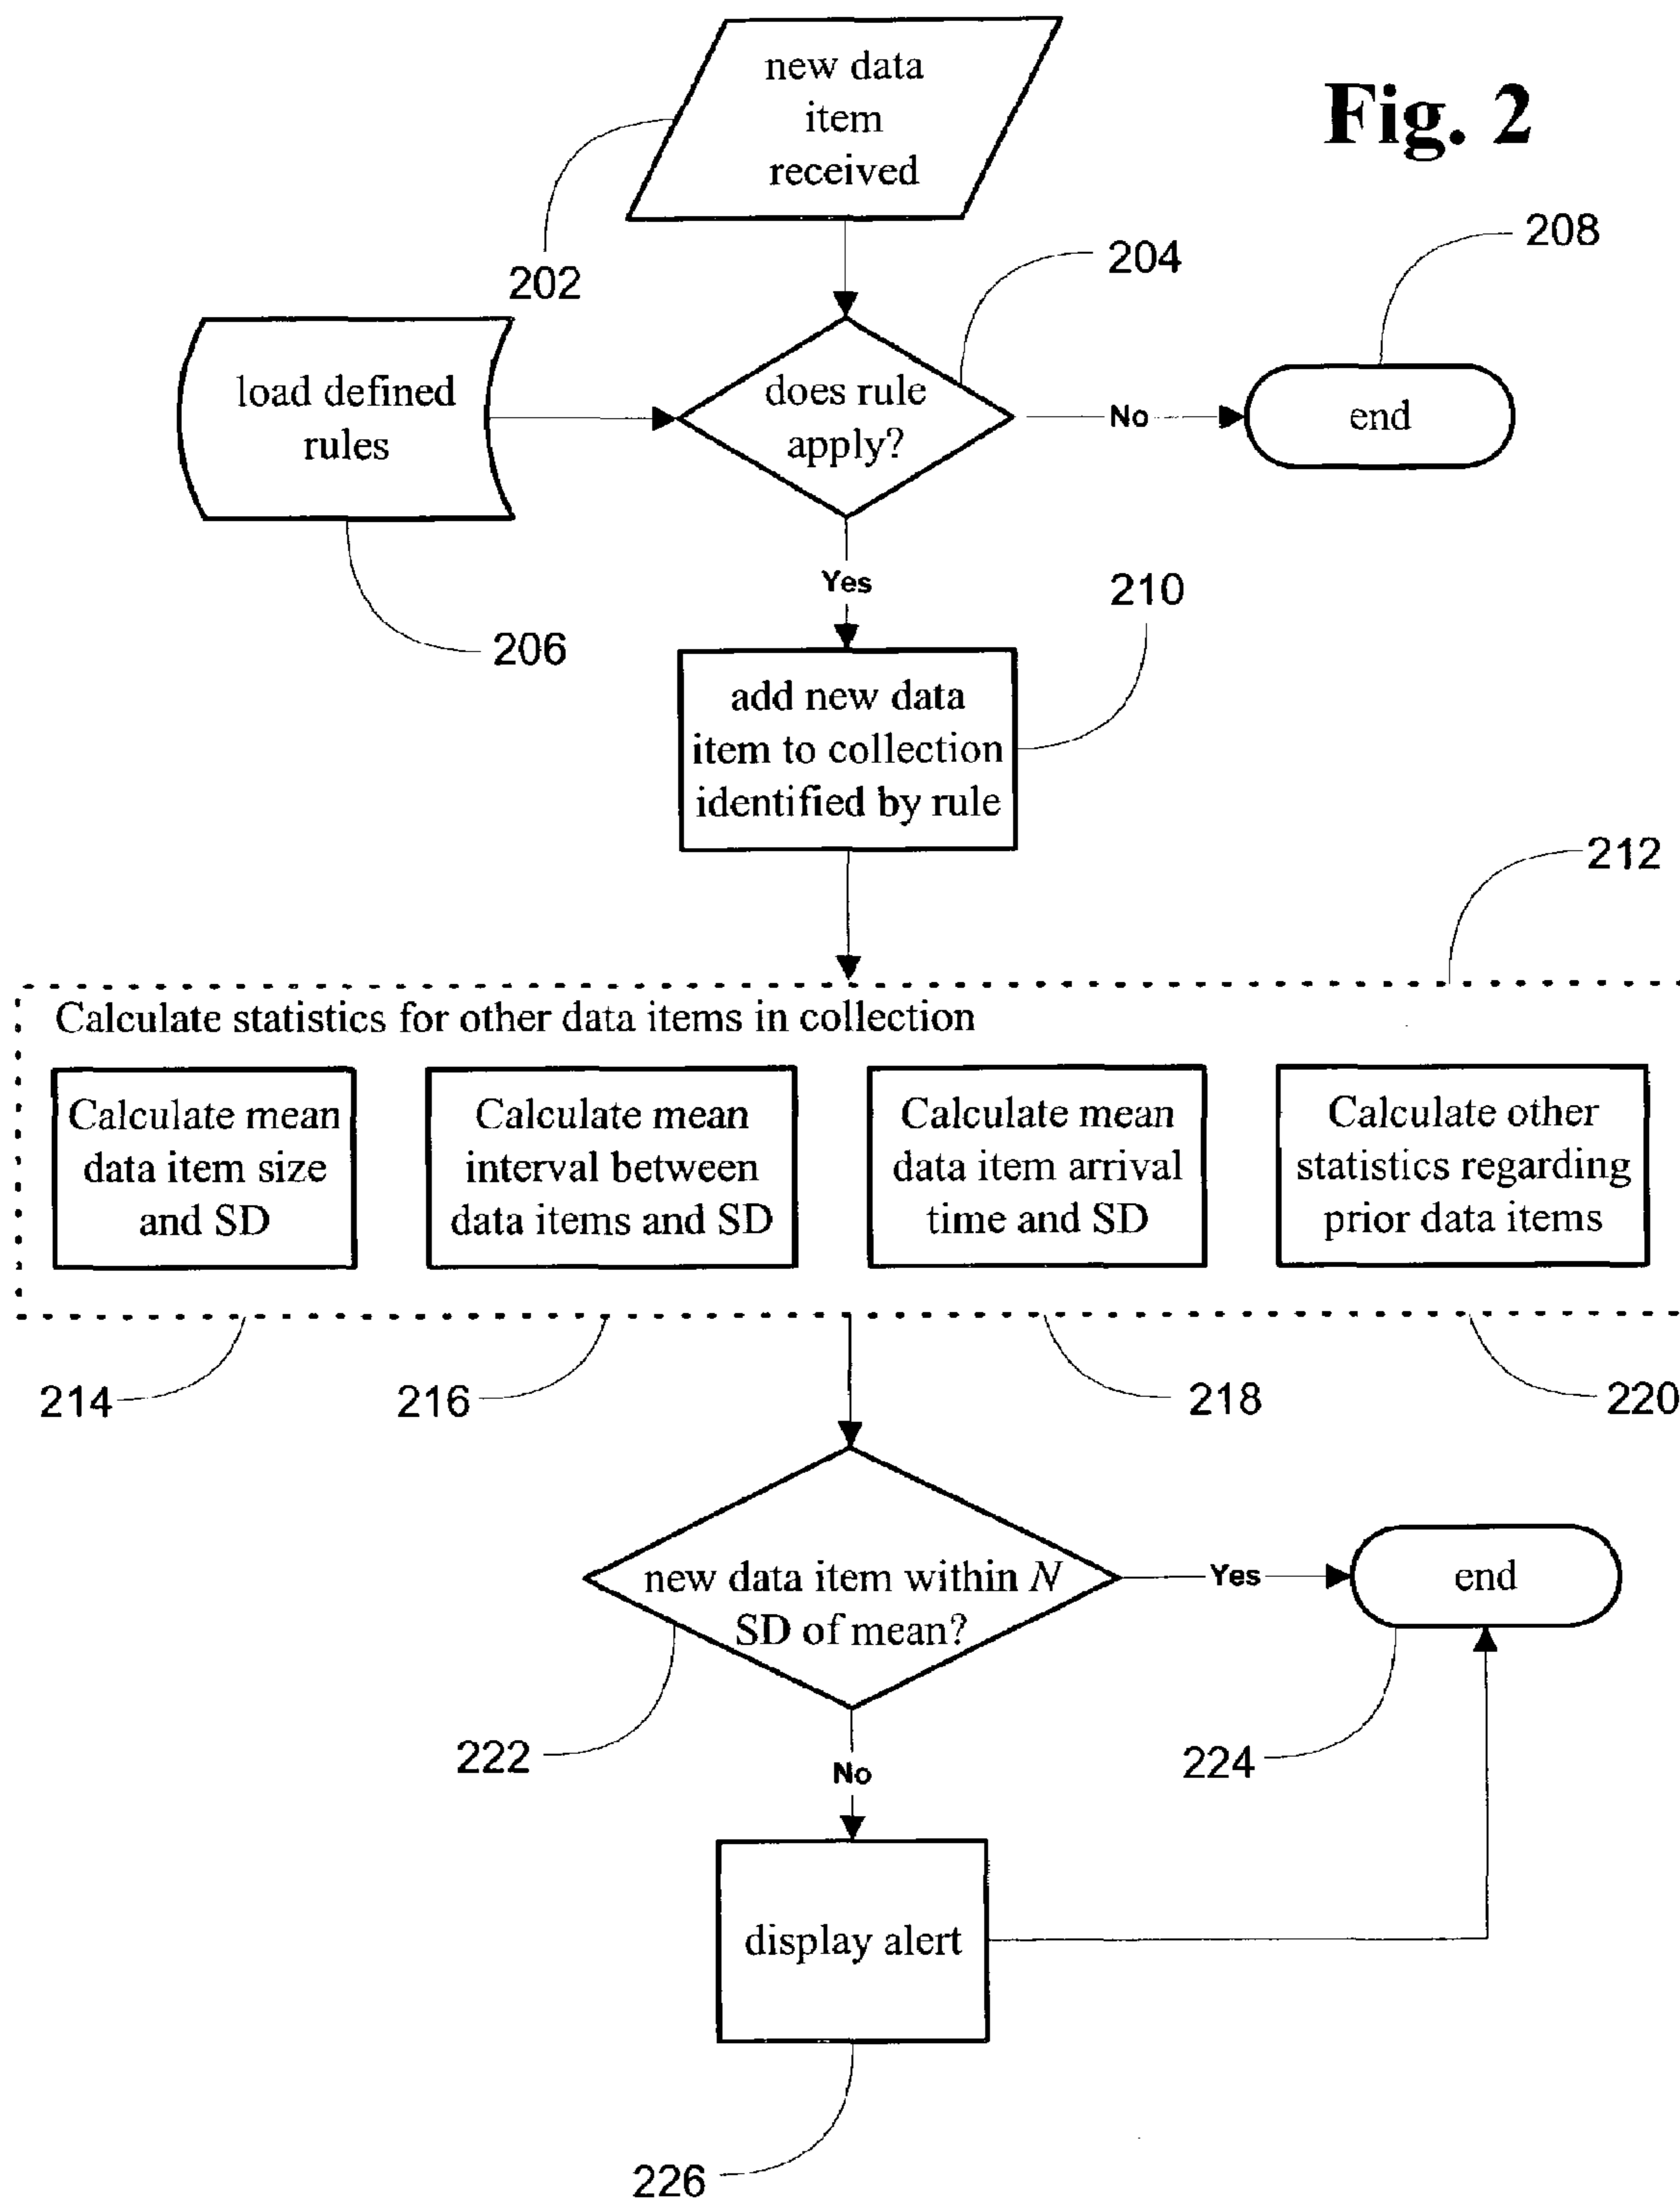 new data
item
received
Fig. 2
202
204
208
load defined
rules
does rule
apply?
No
end
Yes
206
210
add new data
item to collection
identified by rule
212
Calculate statistics for other data items in collection
Calculate mean
data item size
and SD
Calculate mean
interval between
data items and SD
Calculate mean
data item arrival
time and SD
Calculate other
statistics regarding
prior data items
214
216
218
220
new data item within N
SD of mean?
Yes
end
222
224
No
display alert
226